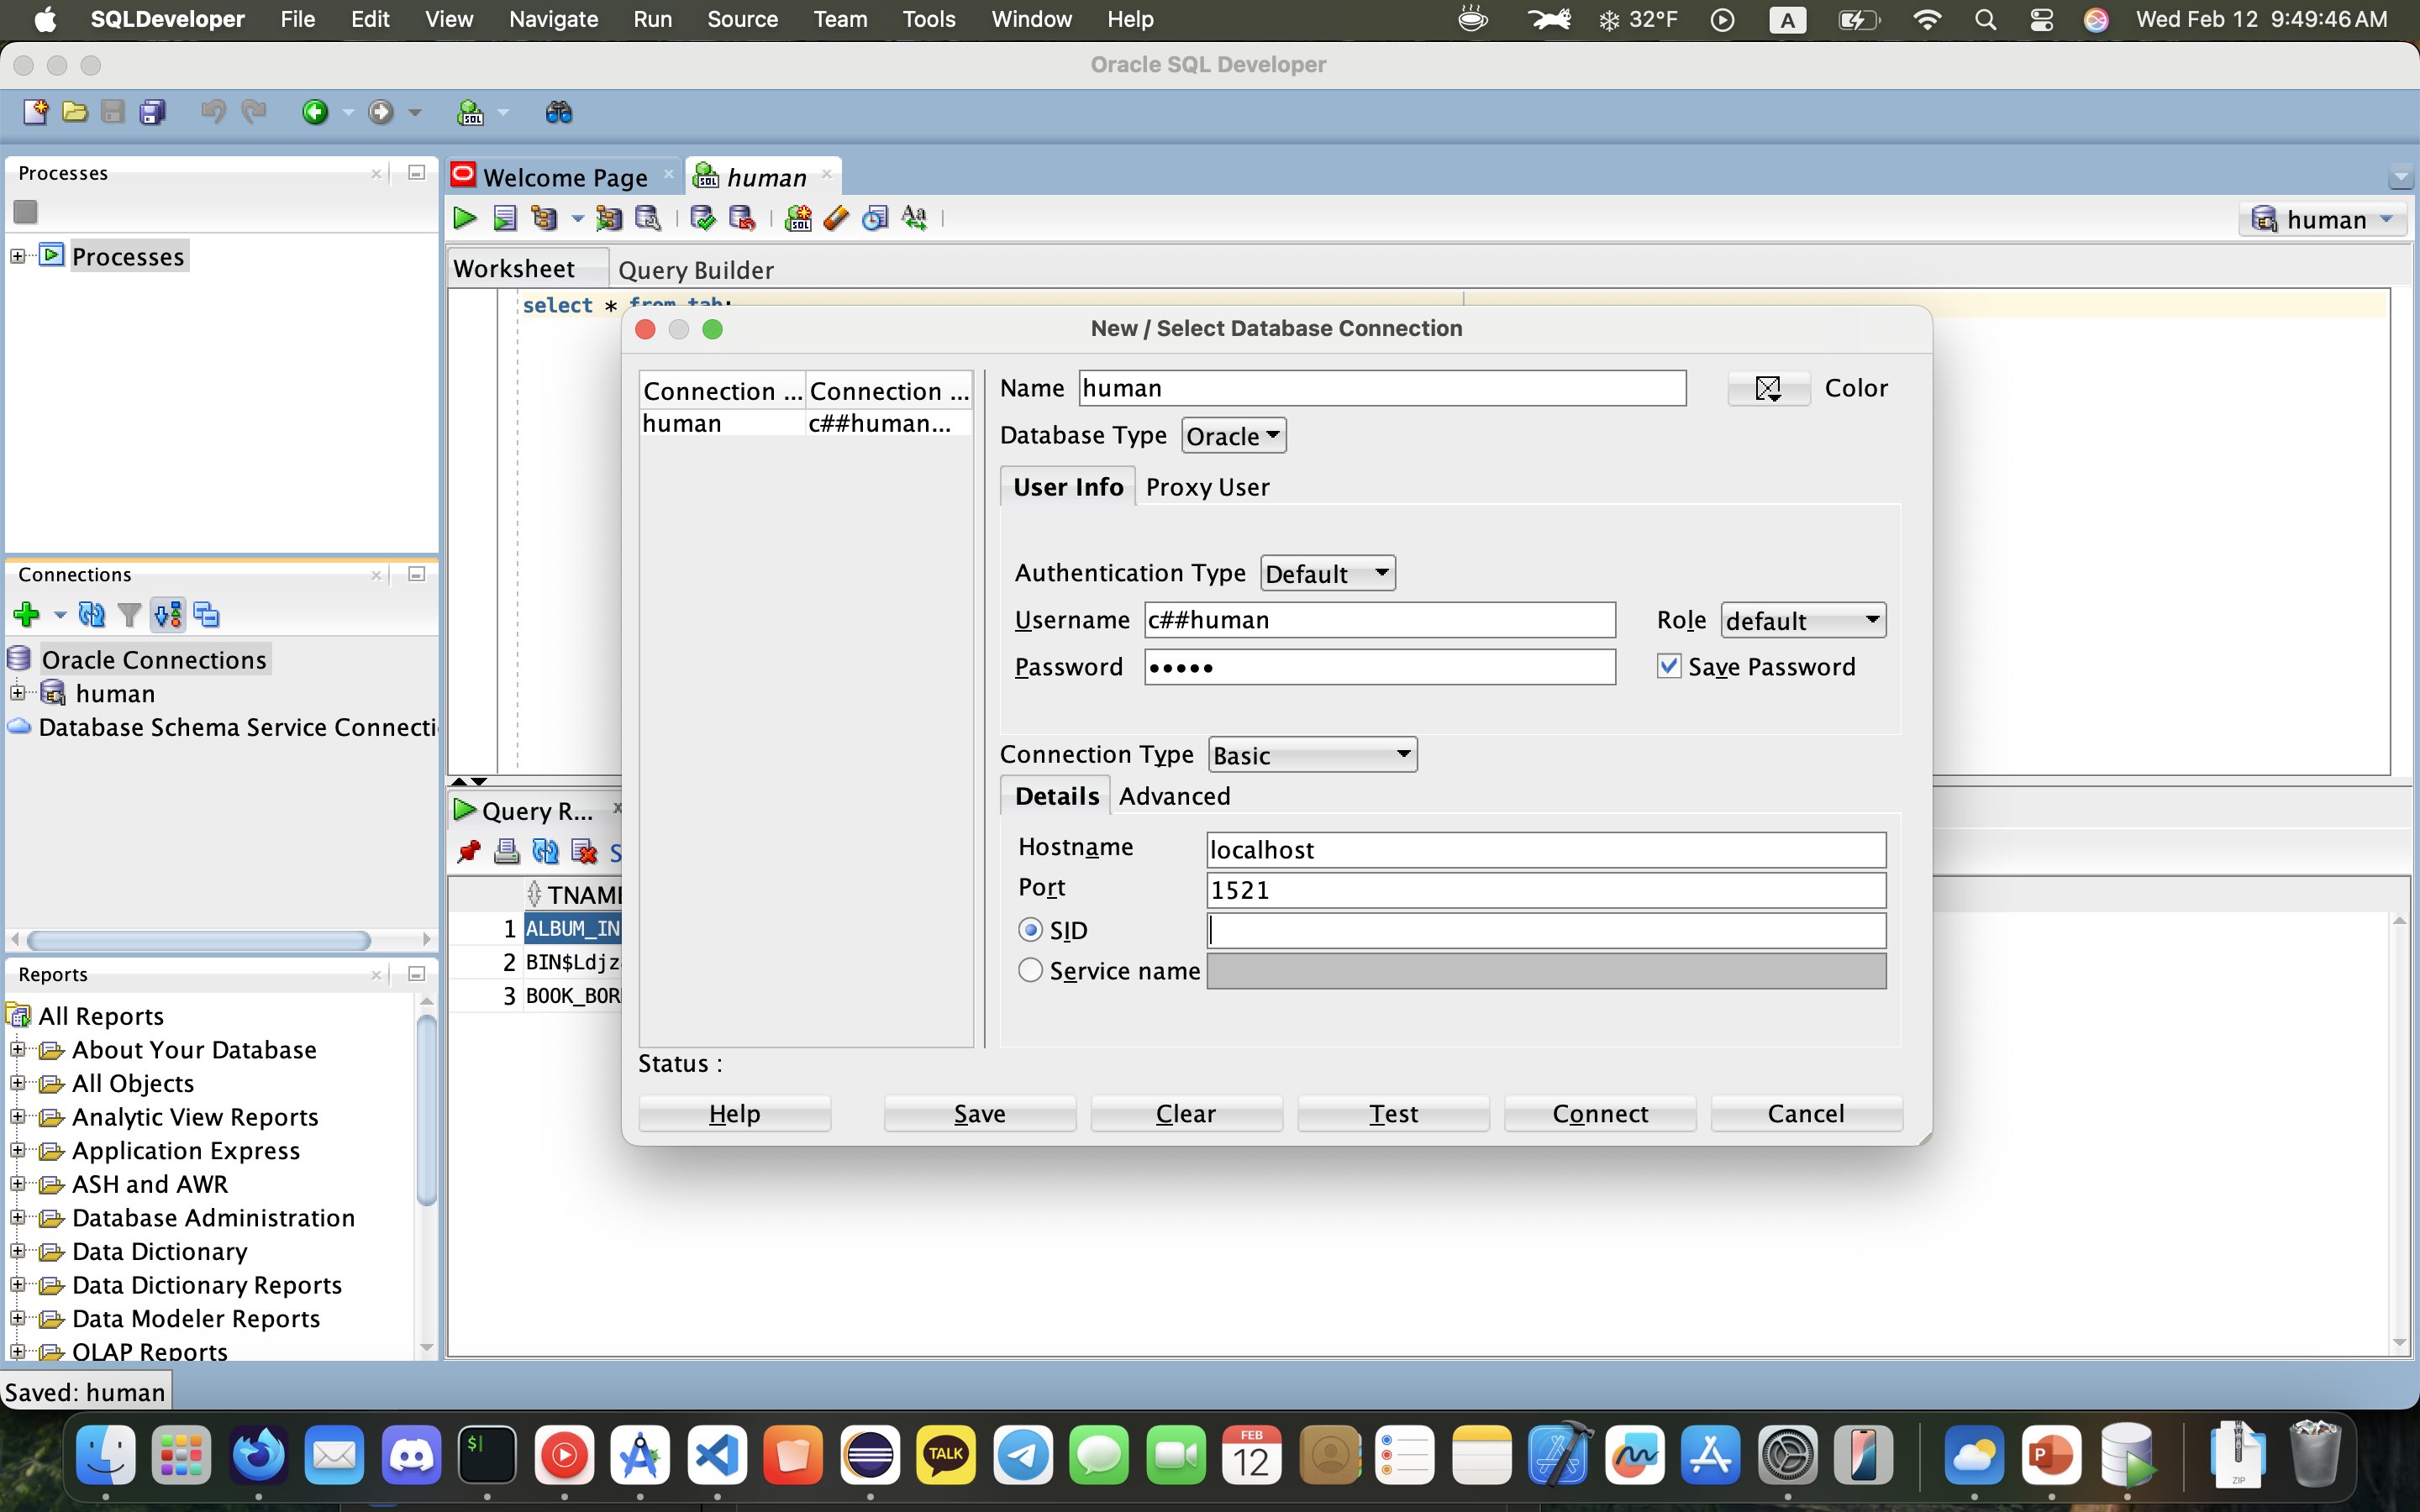 SQLDeveloper File Edit View Navigate Run Source Team Tools Window Help 32°F A Wed Feb 12 9:49:46 AM
Oracle SQL Developer
Processes
Welcome Page
human
Processes
human
Worksheet
Query Builder
select * from tab;
New / Select Database Connection
Connection ...
Connection ...
human
c##human...
Name
human
Color
Database Type
Oracle
User Info
Proxy User
Authentication Type
Default
Username
c##human
Role
default
Password
•••••
Save Password
Connection Type
Basic
Details
Advanced
Hostname
localhost
Port
1521
SID
Service name
Status :
Help
Save
Clear
Test
Connect
Cancel
Connections
Oracle Connections
human
Database Schema Service Connecti
Query R...
TNAME
1 ALBUM_IN
2 BIN$Ldjz
3 BOOK_BOR
Reports
All Reports
About Your Database
All Objects
Analytic View Reports
Application Express
ASH and AWR
Database Administration
Data Dictionary
Data Dictionary Reports
Data Modeler Reports
OLAP Reports
Saved: human
TALK
FEB
12
ZIP